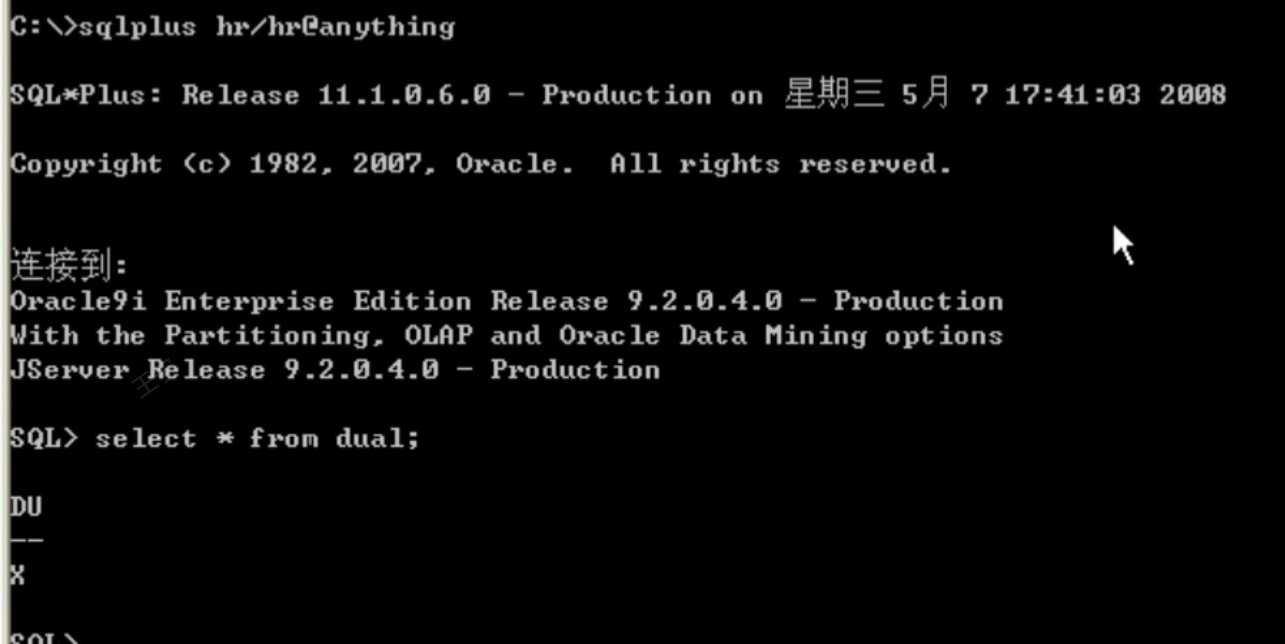 C:\>sqlplus hr/hr@anything
SQL*Plus: Release 11.1.0.6.0 - Production on 星期三 5月 7 17:41:03 2008
Copyright (c) 1982, 2007, Oracle.  All rights reserved.
连接到:
Oracle9i Enterprise Edition Release 9.2.0.4.0 - Production
With the Partitioning, OLAP and Oracle Data Mining options
JServer Release 9.2.0.4.0 - Production
SQL> select * from dual;
DU
--
X
SQL>